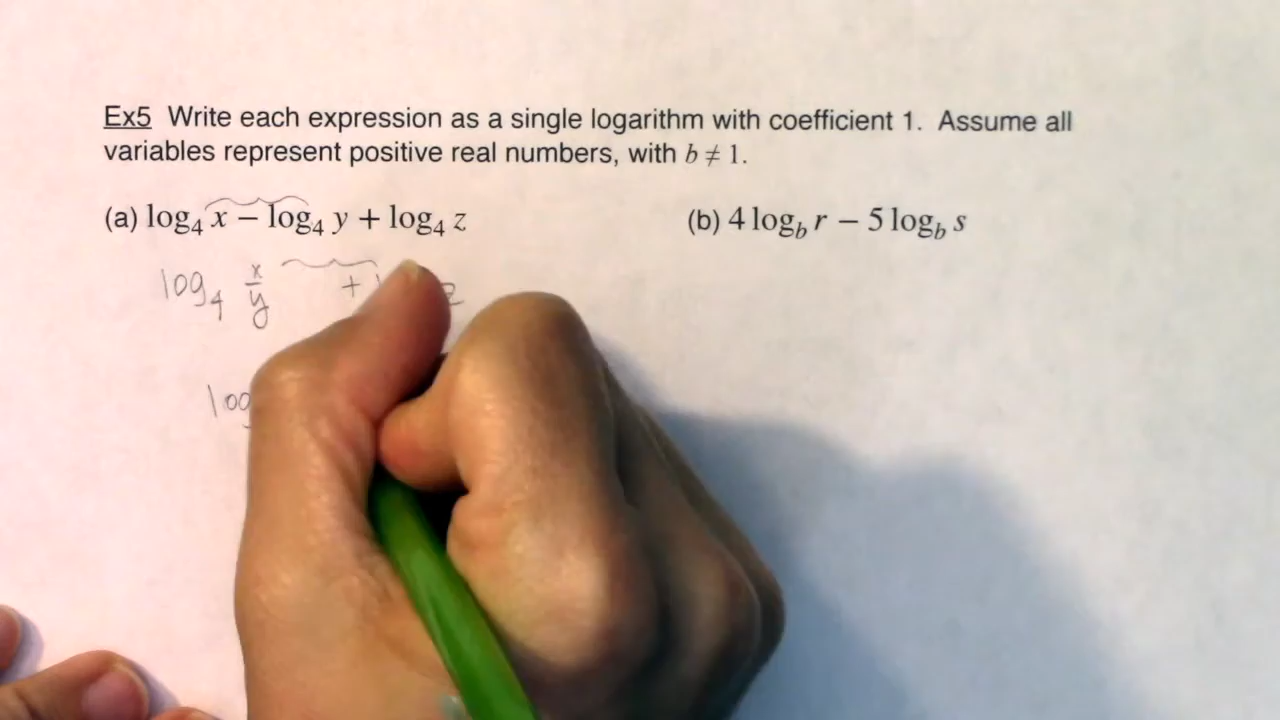 Ex5 Write each expression as a single logarithm with coefficient 1. Assume all
variables represent positive real numbers, with b ≠ 1.
(a) log₄ x − log₄ y + log₄ z (b) 4 log_b r − 5 log_b s
log₄ x/y + z
log